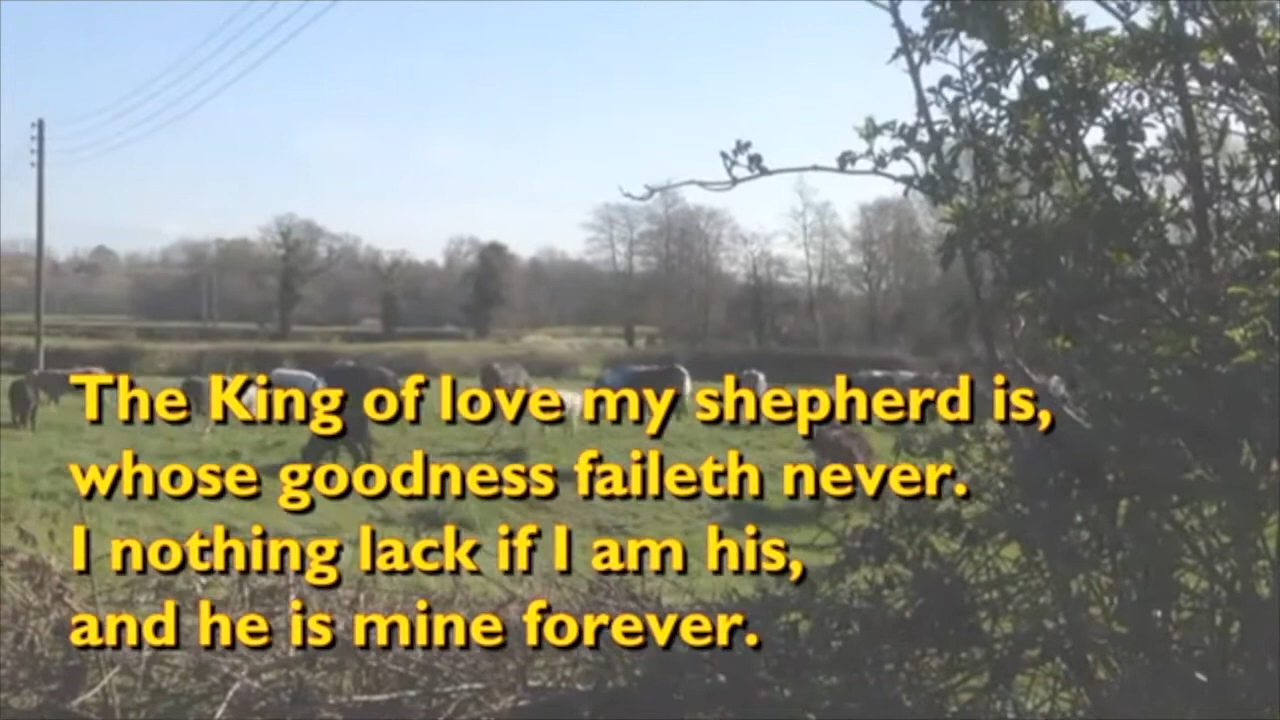 The King of love my shepherd is,
whose goodness faileth never.
I nothing lack if I am his,
and he is mine forever.